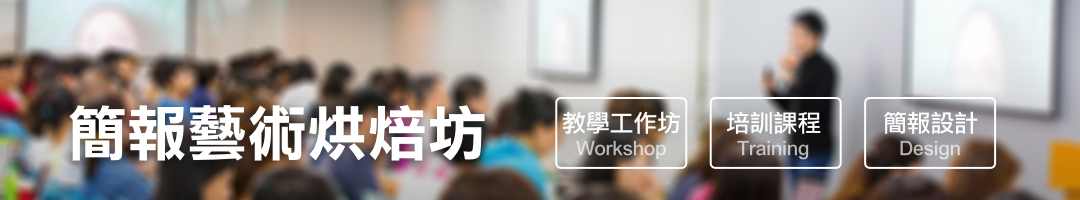 簡報藝術烘焙坊
教學工作坊
Workshop
培訓課程
Training
簡報設計
Design